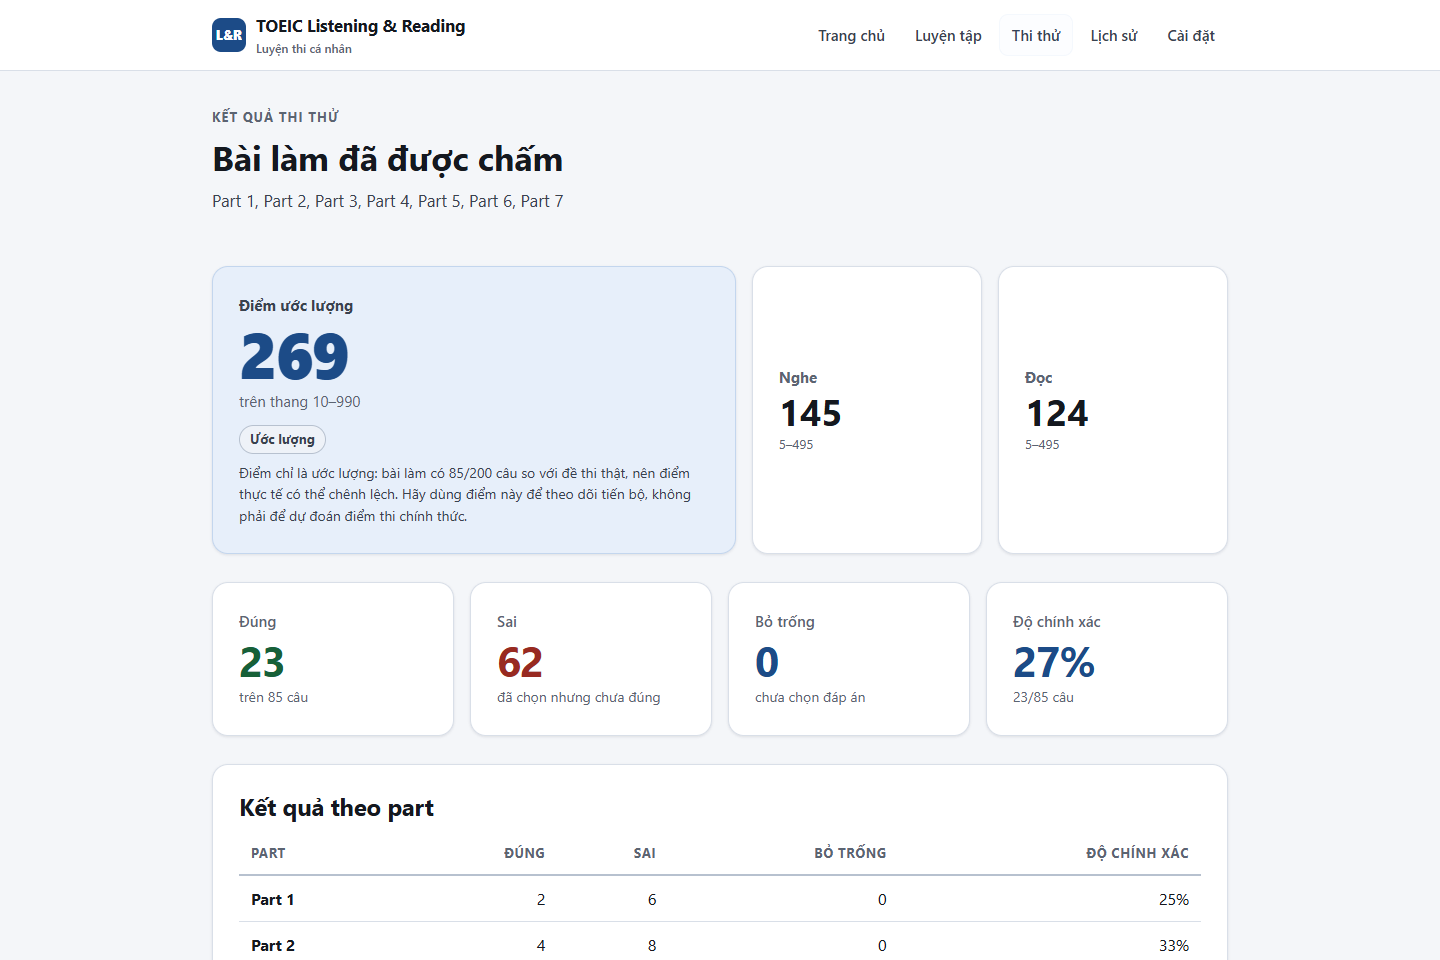 L&R
TOEIC Listening & Reading
Luyện thi cá nhân
Trang chủ
Luyện tập
Thi thử
Lịch sử
Cài đặt
KẾT QUẢ THI THỬ
Bài làm đã được chấm
Part 1, Part 2, Part 3, Part 4, Part 5, Part 6, Part 7
Điểm ước lượng
269
trên thang 10–990
Ước lượng
Điểm chỉ là ước lượng: bài làm có 85/200 câu so với đề thi thật, nên điểm
thực tế có thể chênh lệch. Hãy dùng điểm này để theo dõi tiến bộ, không
phải để dự đoán điểm thi chính thức.
Nghe
145
5–495
Đọc
124
5–495
Đúng
23
trên 85 câu
Sai
62
đã chọn nhưng chưa đúng
Bỏ trống
0
chưa chọn đáp án
Độ chính xác
27%
23/85 câu
Kết quả theo part
PART ĐÚNG SAI BỎ TRỐNG ĐỘ CHÍNH XÁC
Part 1 2 6 0 25%
Part 2 4 8 0 33%